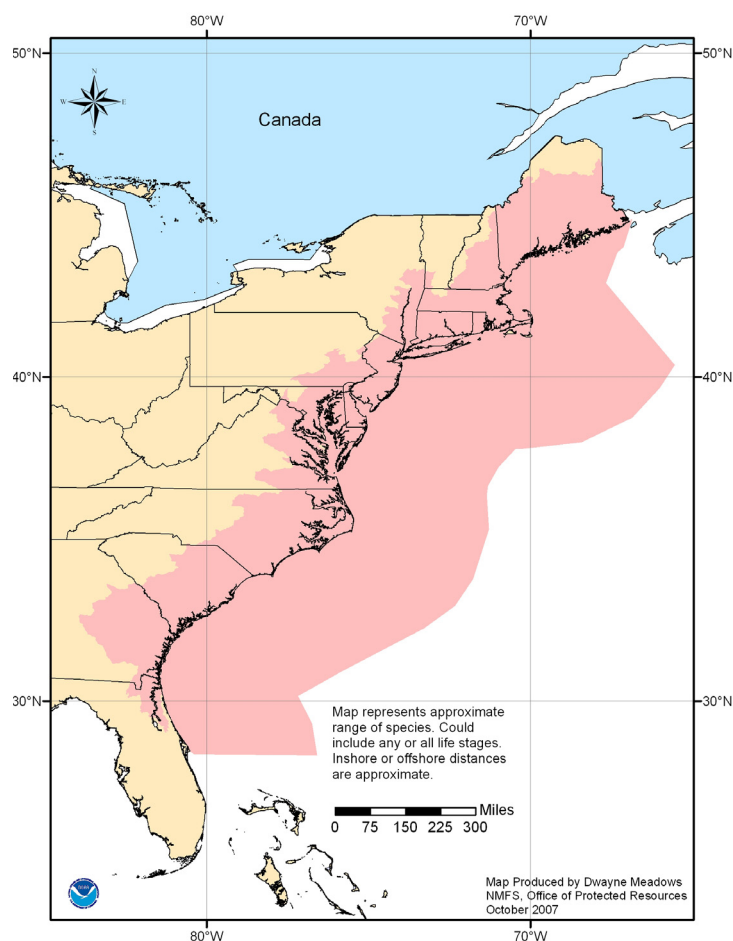 80°W 70°W
50°N 50°N
N
W E
S
Canada
40°N 40°N
30°N 30°N
Map represents approximate
range of species. Could
include any or all life stages.
Inshore or offshore distances
are approximate.
Miles
0 75 150 225 300
Map Produced by Dwayne Meadows
NMFS, Office of Protected Resources
October 2007
80°W 70°W